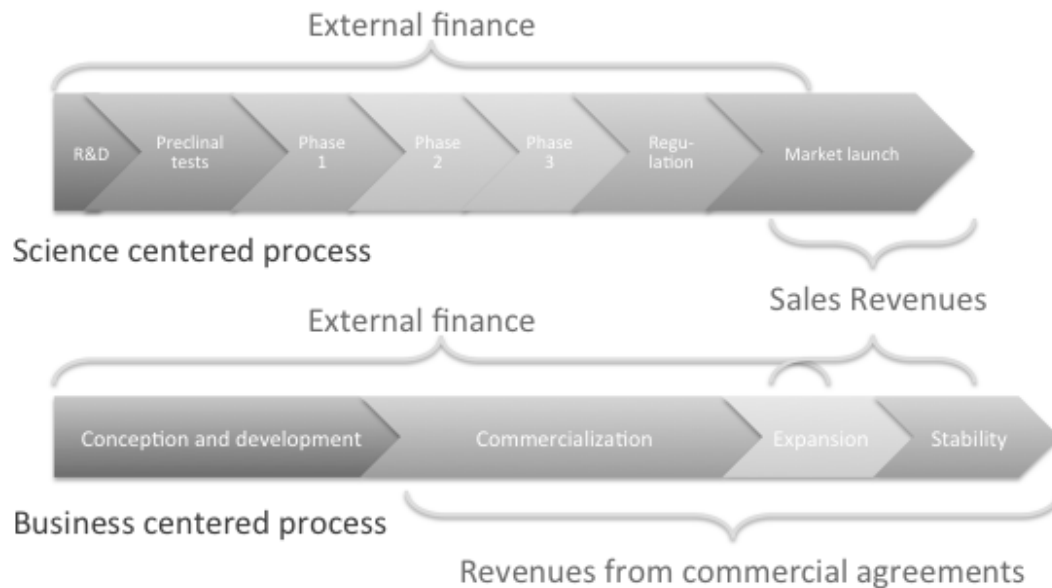 External finance
R&D
Preclinal
tests
Phase
1
Phase
2
Phase
3
Regu-
lation
Market launch
Science centered process
Sales Revenues
External finance
Conception and development
Commercialization
Expansion
Stability
Business centered process
Revenues from commercial agreements